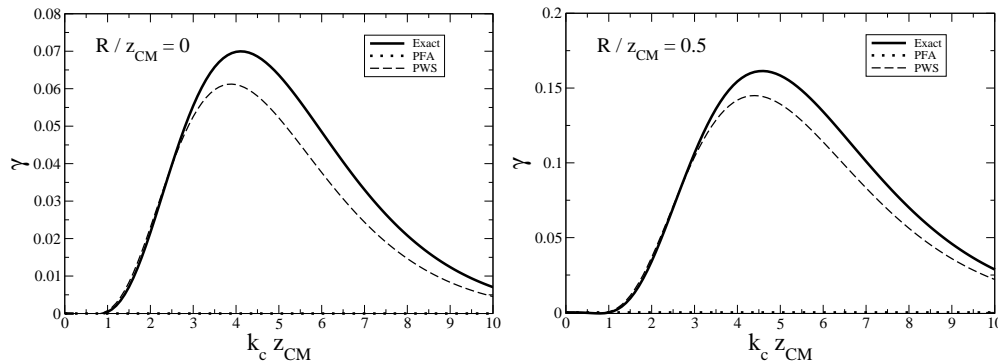 R / z_CM = 0
Exact
PFA
PWS
γ
0.08
0.07
0.06
0.05
0.04
0.03
0.02
0.01
0
0 1 2 3 4 5 6 7 8 9 10
k_c z_CM
R / z_CM = 0.5
Exact
PFA
PWS
γ
0.2
0.15
0.1
0.05
0
0 1 2 3 4 5 6 7 8 9 10
k_c z_CM